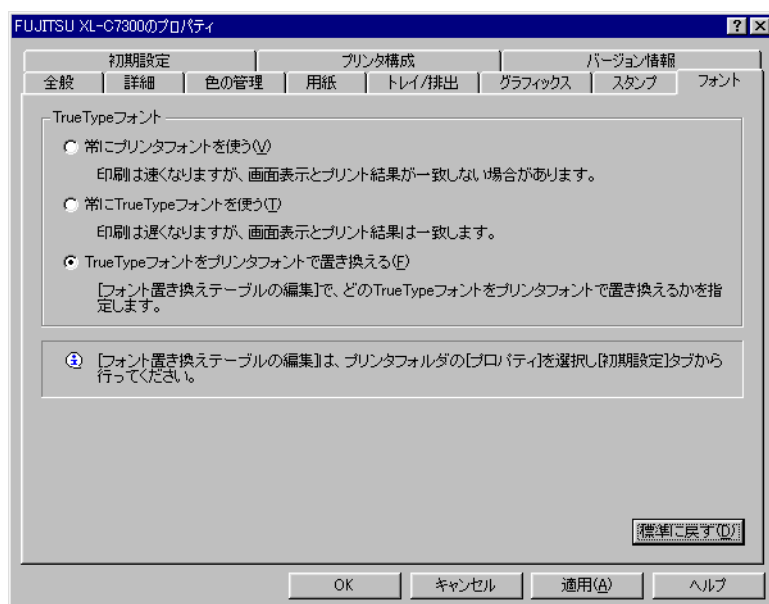 FUJITSU XL-C7300のプロパティ
初期設定 プリンタ構成 バージョン情報
全般 詳細 色の管理 用紙 トレイ/排出 グラフィックス スタンプ フォント
TrueTypeフォント
常にプリンタフォントを使う(V)
印刷は速くなりますが、画面表示とプリント結果が一致しない場合があります。
常にTrueTypeフォントを使う(T)
印刷は遅くなりますが、画面表示とプリント結果は一致します。
TrueTypeフォントをプリンタフォントで置き換える(F)
[フォント置き換えテーブルの編集]で、どのTrueTypeフォントをプリンタフォントで置き換えるかを指
定します。
[フォント置き換えテーブルの編集]は、プリンタフォルダの[プロパティ]を選択し[初期設定]タブから
行ってください。
標準に戻す(D)
OK キャンセル 適用(A) ヘルプ